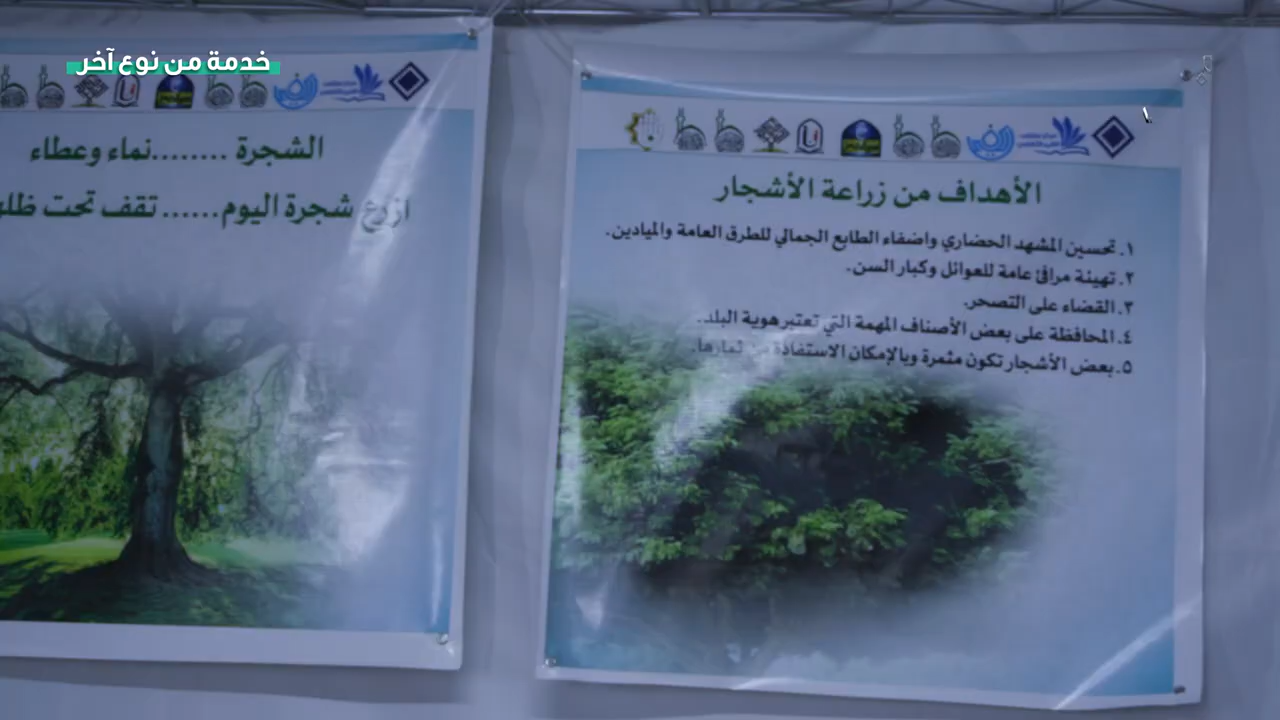 خدمة من نوع آخر
الأهداف من زراعة الأشجار
١. تحسين المشهد الحضاري واضفاء الطابع الجمالي للطرق العامة والميادين.
٢. تهيئة مرافئ عامة للعوائل وكبار السن.
٣. القضاء على التصحر.
٤. المحافظة على بعض الأصناف المهمة التي تعتبر هوية البلد.
٥. بعض الأشجار تكون مثمرة وبالإمكان الاستفادة من ثمارها.
الشجرة ........نماء وعطاء
ازرع شجرة اليوم...... تقف تحت